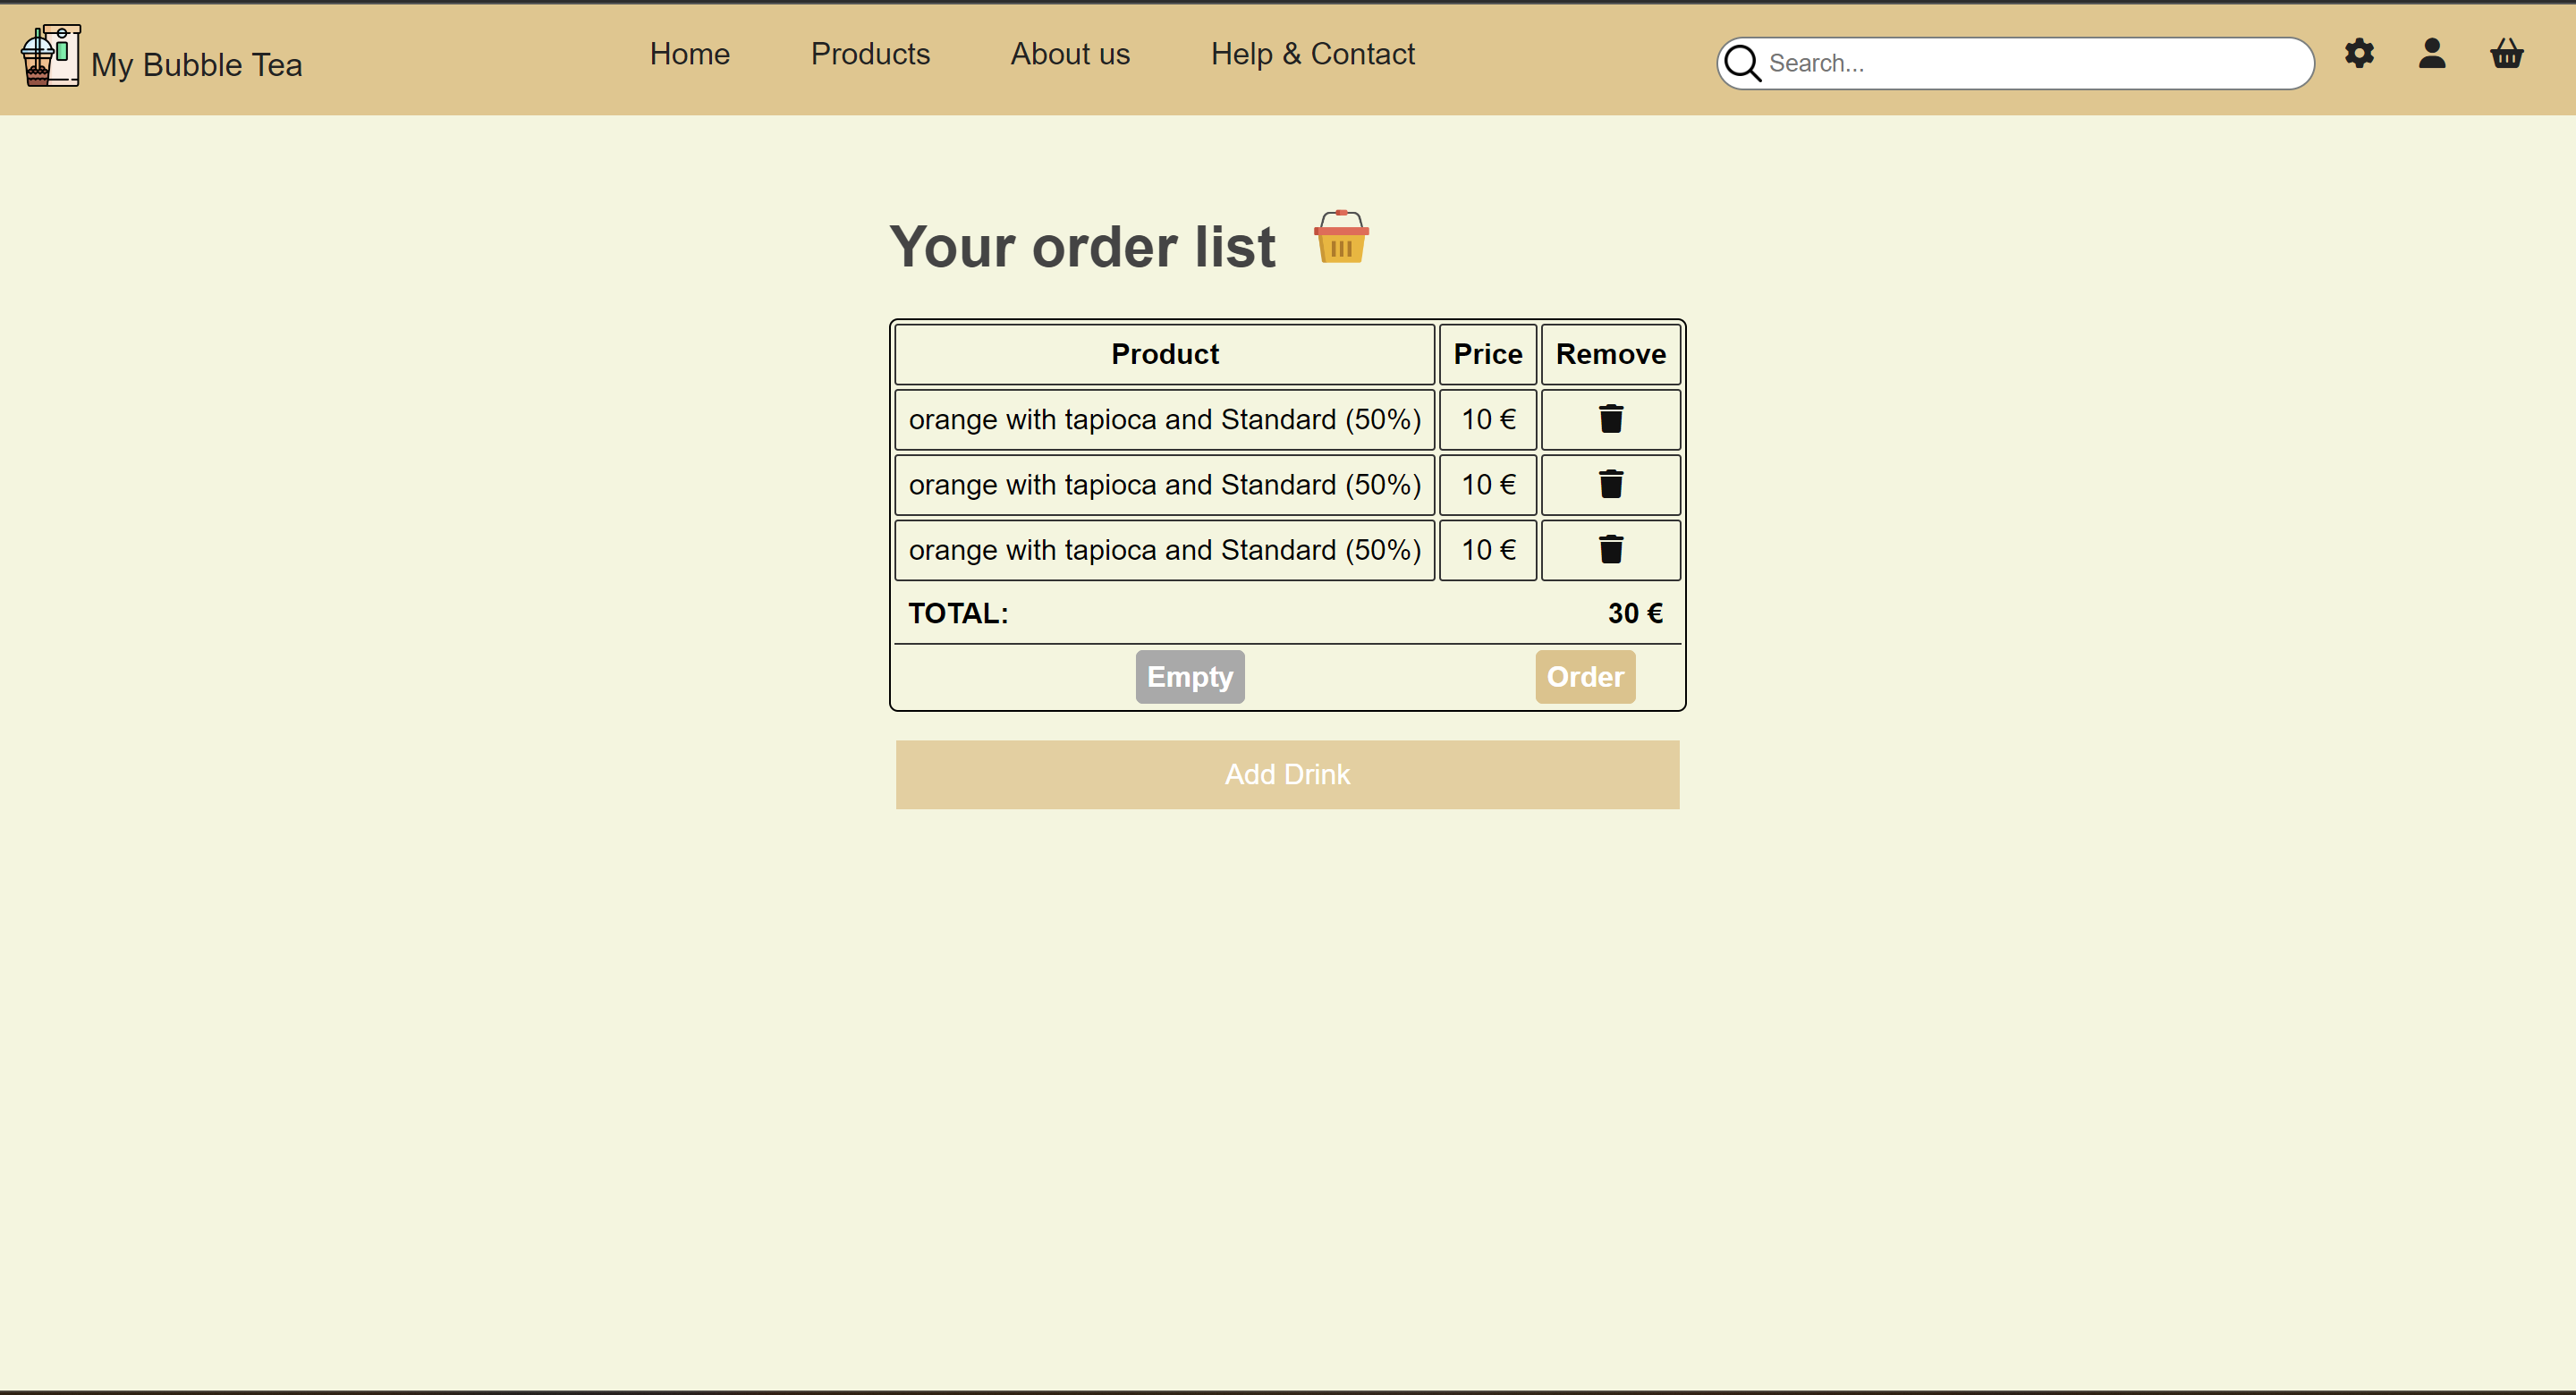 My Bubble Tea Home Products About us Help & Contact Search...
Your order list
Product Price Remove
orange with tapioca and Standard (50%) 10 €
orange with tapioca and Standard (50%) 10 €
orange with tapioca and Standard (50%) 10 €
TOTAL: 30 €
Empty Order
Add Drink